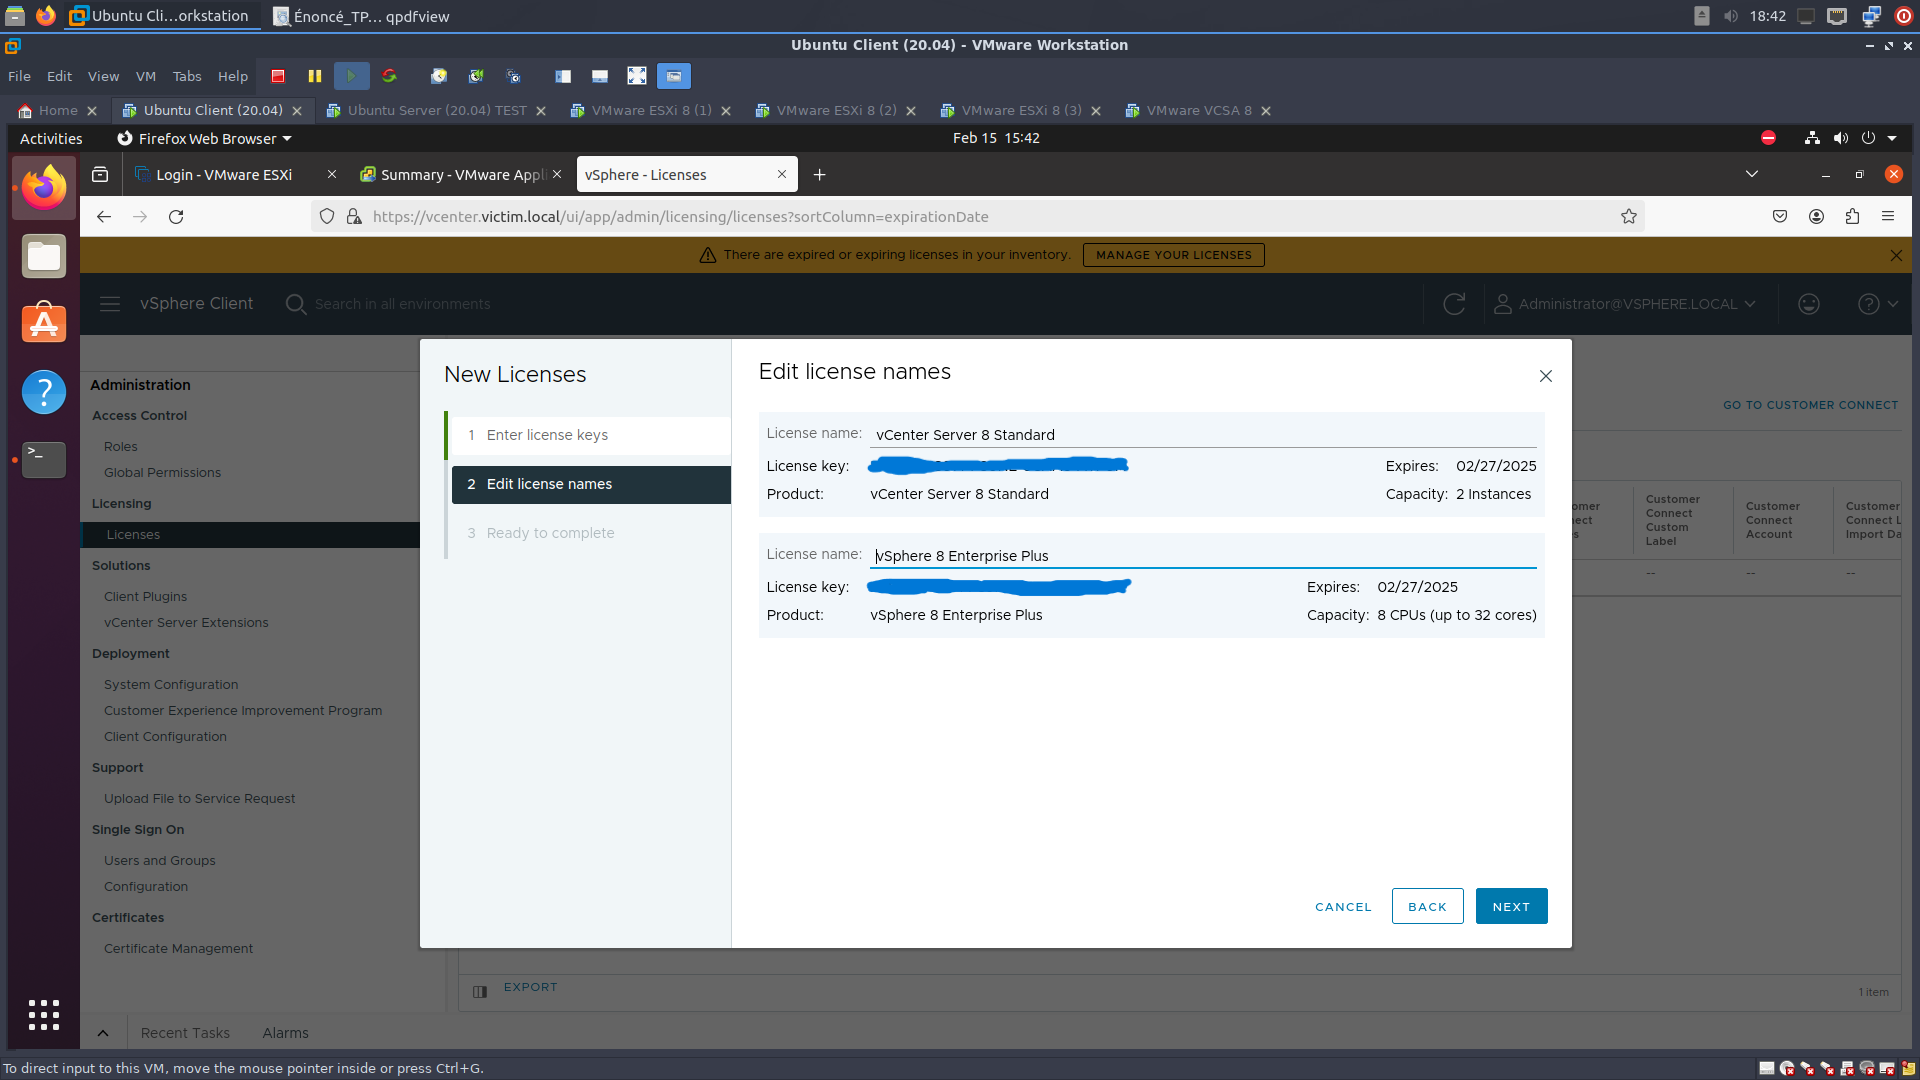 Ubuntu Cli...orkstation
Énoncé_TP... qpdfview
18:42
Ubuntu Client (20.04) - VMware Workstation
File Edit View VM Tabs Help
Home
Ubuntu Client (20.04)
Ubuntu Server (20.04) TEST
VMware ESXi 8 (1)
VMware ESXi 8 (2)
VMware ESXi 8 (3)
VMware VCSA 8
Activities
Firefox Web Browser
Feb 15 15:42
Login - VMware ESXi
Summary - VMware Appl
vSphere - Licenses
https://vcenter.victim.local/ui/app/admin/licensing/licenses?sortColumn=expirationDate
There are expired or expiring licenses in your inventory.
MANAGE YOUR LICENSES
vSphere Client
Search in all environments
Administrator@VSPHERE.LOCAL
Administration
Access Control
Roles
Global Permissions
Licensing
Licenses
Solutions
Client Plugins
vCenter Server Extensions
Deployment
System Configuration
Customer Experience Improvement Program
Client Configuration
Support
Upload File to Service Request
Single Sign On
Users and Groups
Configuration
Certificates
Certificate Management
New Licenses
1 Enter license keys
2 Edit license names
3 Ready to complete
Edit license names
License name: vCenter Server 8 Standard
License key:
Expires: 02/27/2025
Product: vCenter Server 8 Standard
Capacity: 2 Instances
License name: vSphere 8 Enterprise Plus
License key:
Expires: 02/27/2025
Product: vSphere 8 Enterprise Plus
Capacity: 8 CPUs (up to 32 cores)
CANCEL
BACK
NEXT
GO TO CUSTOMER CONNECT
Customer
Connect
Custom
Label
Customer
Connect
Account
Customer
Connect L
Import Da
--
--
--
EXPORT
1 item
Recent Tasks
Alarms
To direct input to this VM, move the mouse pointer inside or press Ctrl+G.